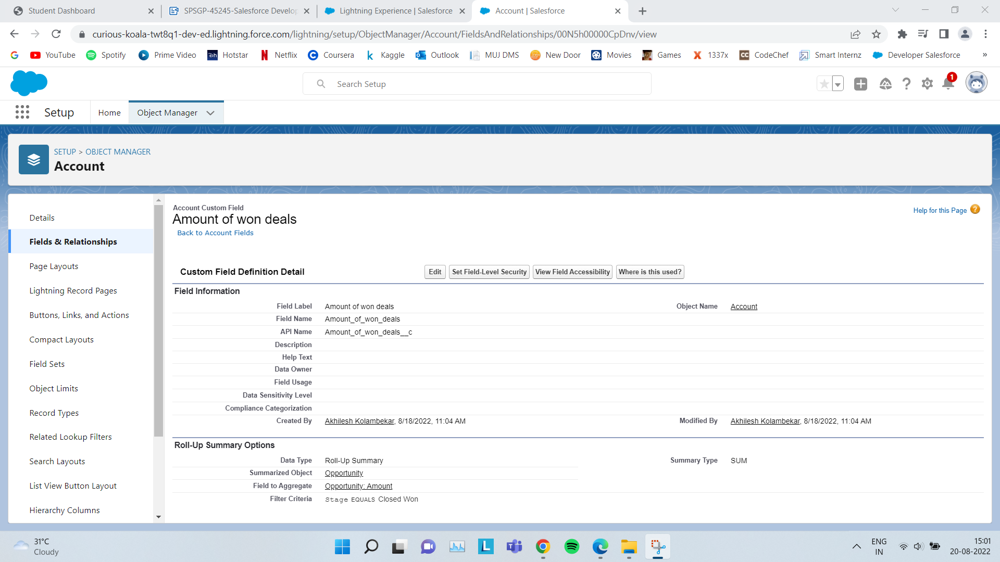 Student Dashboard
SPSGP-45245-Salesforce Develop
Lightning Experience | Salesforce
Account | Salesforce
curious-koala-twt8q1-dev-ed.lightning.force.com/lightning/setup/ObjectManager/Account/FieldsAndRelationships/00N5h00000CpDnv/view
YouTube Spotify Prime Video Hotstar Netflix Coursera Kaggle Outlook MUJ DMS New Door Movies Games 1337x CodeChef Smart Internz Developer Salesforce »
Search Setup
1
Setup Home Object Manager
SETUP > OBJECT MANAGER
Account
Details
Fields & Relationships
Page Layouts
Lightning Record Pages
Buttons, Links, and Actions
Compact Layouts
Field Sets
Object Limits
Record Types
Related Lookup Filters
Search Layouts
List View Button Layout
Hierarchy Columns
Account Custom Field
Amount of won deals
Back to Account Fields
Help for this Page ?
Custom Field Definition Detail Edit Set Field-Level Security View Field Accessibility Where is this used?
Field Information
Field Label Amount of won deals Object Name Account
Field Name Amount_of_won_deals
API Name Amount_of_won_deals__c
Description
Help Text
Data Owner
Field Usage
Data Sensitivity Level
Compliance Categorization
Created By Akhilesh Kolambekar, 8/18/2022, 11:04 AM Modified By Akhilesh Kolambekar, 8/18/2022, 11:04 AM
Roll-Up Summary Options
Data Type Roll-Up Summary Summary Type SUM
Summarized Object Opportunity
Field to Aggregate Opportunity: Amount
Filter Criteria Stage EQUALS Closed Won
31°C
Cloudy
ENG
IN
15:01
20-08-2022